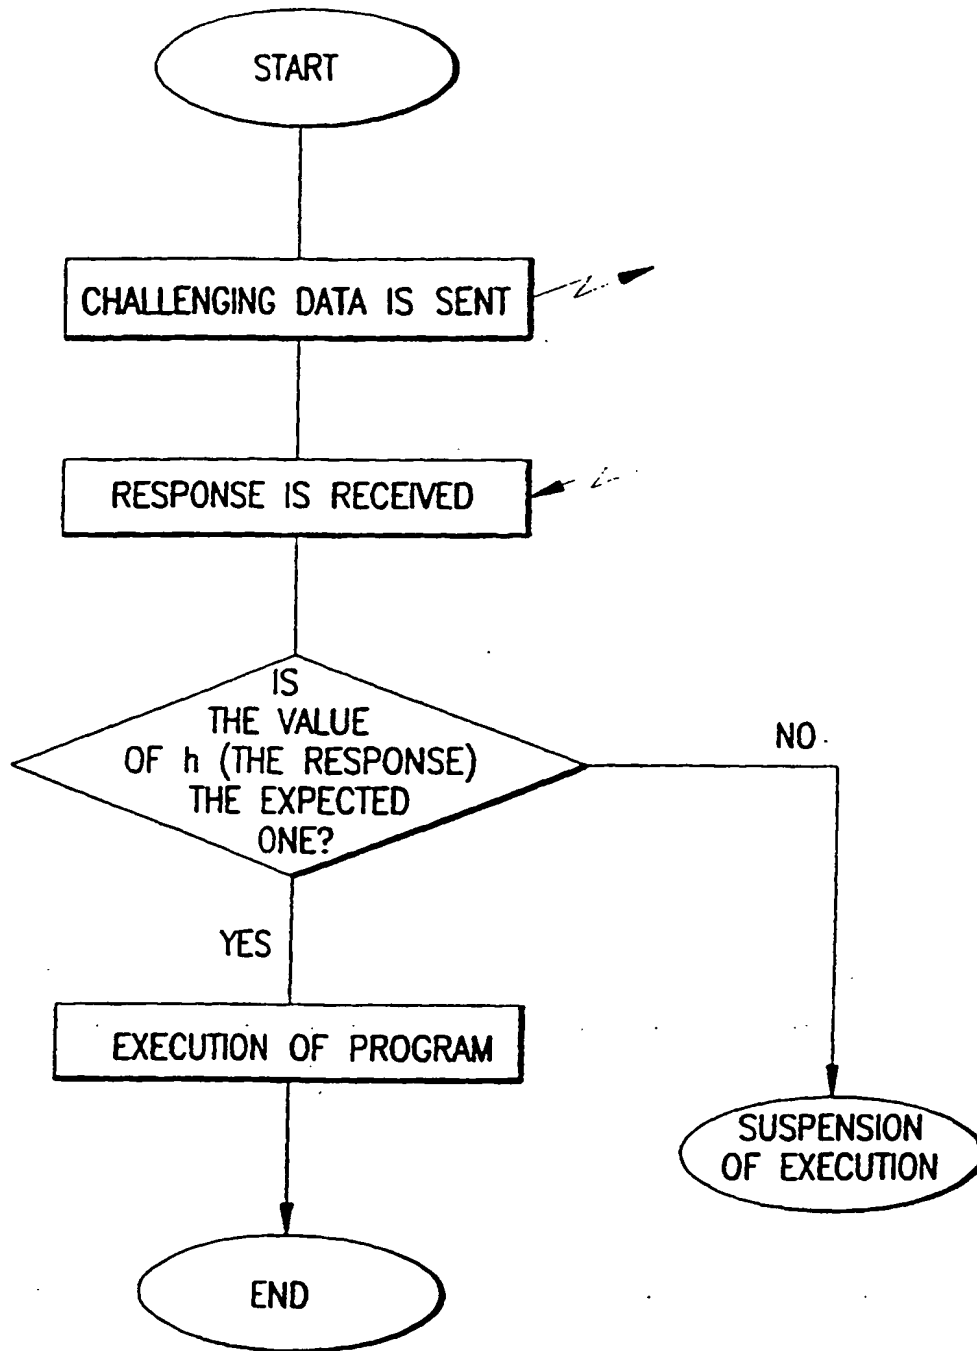 START
CHALLENGING DATA IS SENT
RESPONSE IS RECEIVED
IS
THE VALUE
OF h (THE RESPONSE)
THE EXPECTED
ONE?
NO
YES
EXECUTION OF PROGRAM
SUSPENSION
OF EXECUTION
END